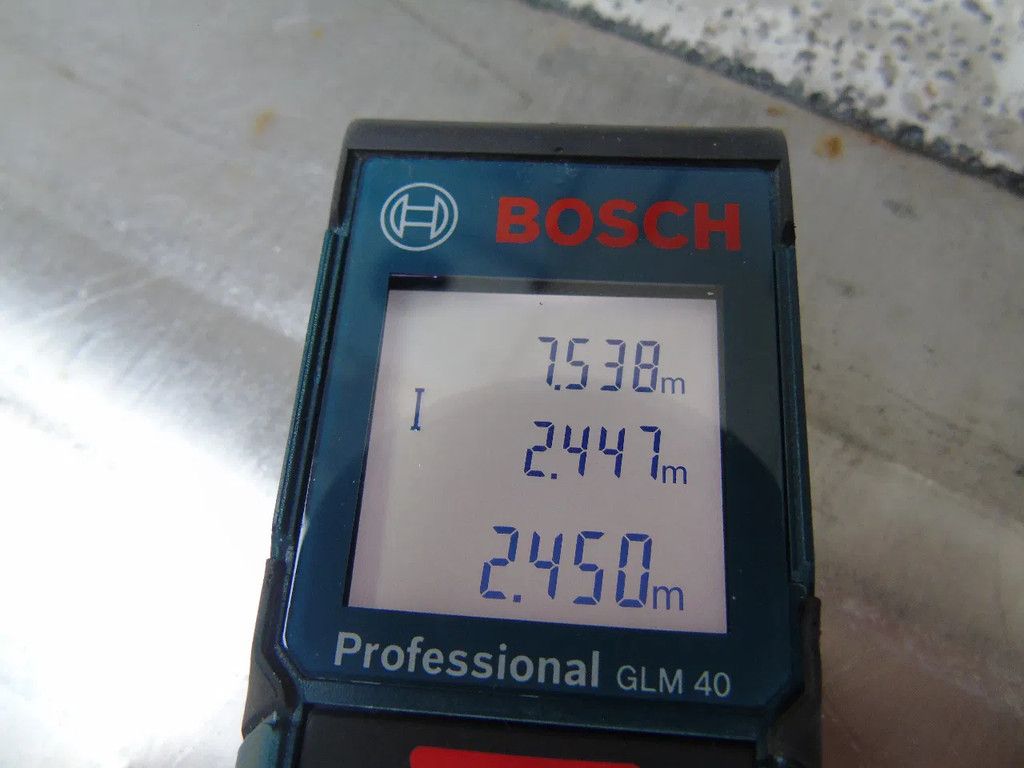 BOSCH
7.538m
2.447m
2.450m
Professional GLM 40